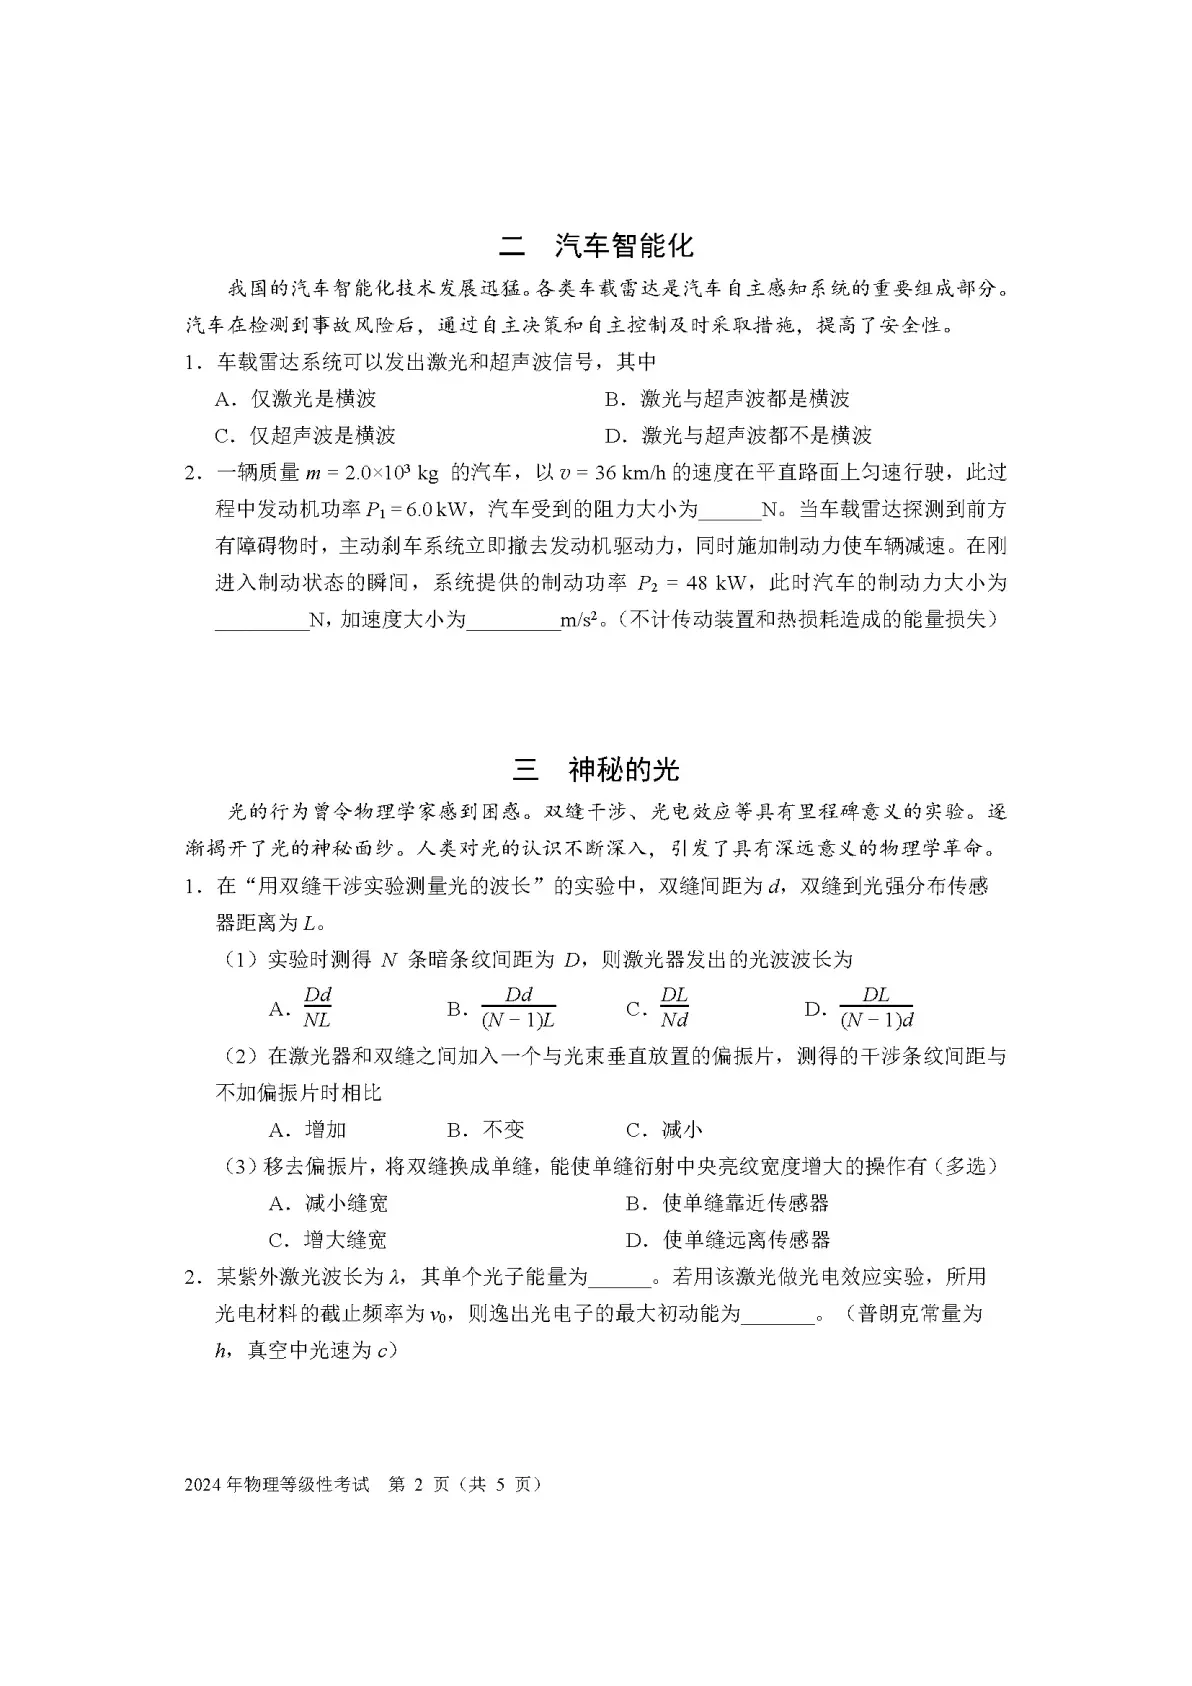 二 汽车智能化
我国的汽车智能化技术发展迅猛。各类车载雷达是汽车自主感知系统的重要组成部分。
汽车在检测到事故风险后，通过自主决策和自主控制及时采取措施，提高了安全性。
1．车载雷达系统可以发出激光和超声波信号，其中
A．仅激光是横波 B．激光与超声波都是横波
C．仅超声波是横波 D．激光与超声波都不是横波
2．一辆质量 m = 2.0×10³ kg 的汽车，以 v = 36 km/h 的速度在平直路面上匀速行驶，此过
程中发动机功率 P₁ = 6.0 kW，汽车受到的阻力大小为______N。当车载雷达探测到前方
有障碍物时，主动刹车系统立即撤去发动机驱动力，同时施加制动力使车辆减速。在刚
进入制动状态的瞬间，系统提供的制动功率 P₂ = 48 kW，此时汽车的制动力大小为
_________N，加速度大小为_________m/s²。（不计传动装置和热损耗造成的能量损失）
三 神秘的光
光的行为曾令物理学家感到困惑。双缝干涉、光电效应等具有里程碑意义的实验。逐
渐揭开了光的神秘面纱。人类对光的认识不断深入，引发了具有深远意义的物理学革命。
1．在“用双缝干涉实验测量光的波长”的实验中，双缝间距为 d，双缝到光强分布传感
器距离为 L。
（1）实验时测得 N 条暗条纹间距为 D，则激光器发出的光波波长为
A．Dd/NL B．Dd/(N − 1)L C．DL/Nd D．DL/(N − 1)d
（2）在激光器和双缝之间加入一个与光束垂直放置的偏振片，测得的干涉条纹间距与
不加偏振片时相比
A．增加 B．不变 C．减小
（3）移去偏振片，将双缝换成单缝，能使单缝衍射中央亮纹宽度增大的操作有（多选）
A．减小缝宽 B．使单缝靠近传感器
C．增大缝宽 D．使单缝远离传感器
2．某紫外激光波长为 λ，其单个光子能量为______。若用该激光做光电效应实验，所用
光电材料的截止频率为 ν₀，则逸出光电子的最大初动能为_______。（普朗克常量为
h，真空中光速为 c）
2024 年物理等级性考试 第 2 页（共 5 页）